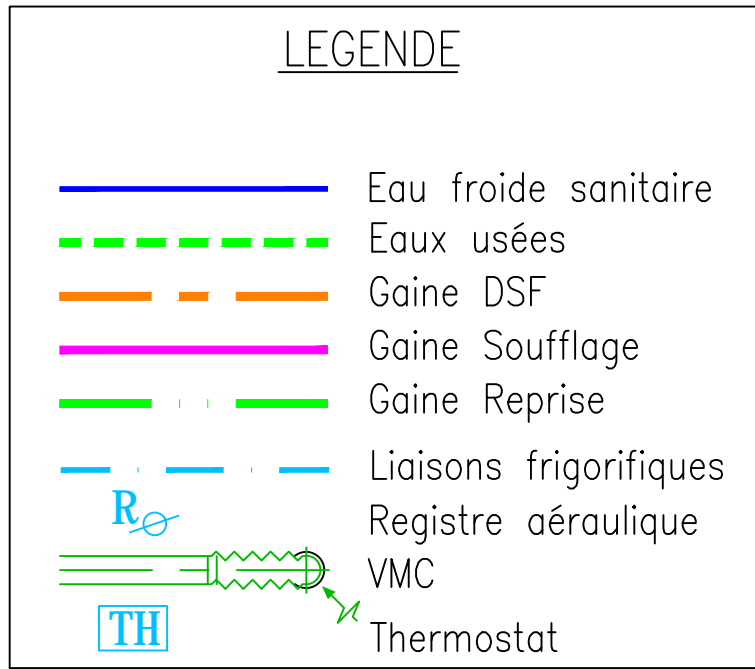 LEGENDE
Eau froide sanitaire
Eaux usées
Gaine DSF
Gaine Soufflage
Gaine Reprise
Liaisons frigorifiques
R Registre aéraulique
VMC
TH Thermostat